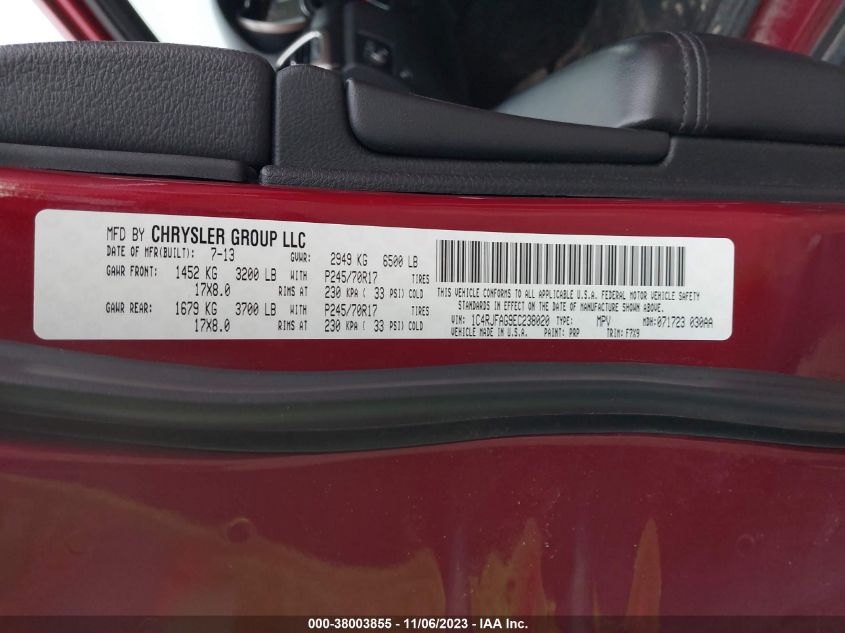 MFD BY CHRYSLER GROUP LLC
DATE OF MFR(BUILT): 7-13 GVWR: 2949 KG 6500 LB
GAWR FRONT: 1452 KG 3200 LB WITH P245/70R17 TIRES
17X8.0 RIMS AT 230 KPA ( 33 PSI) COLD
GAWR REAR: 1679 KG 3700 LB WITH P245/70R17 TIRES
17X8.0 RIMS AT 230 KPA ( 33 PSI) COLD
THIS VEHICLE CONFORMS TO ALL APPLICABLE U.S.A. FEDERAL MOTOR VEHICLE SAFETY
STANDARDS IN EFFECT ON THE DATE OF MANUFACTURE SHOWN ABOVE.
VIN: 1C4RJFAG9EC238020 TYPE: MPV MDH: 071723 030AA
VEHICLE MADE IN U.S.A. PAINT: PRP TRIM: F7X9
000-38003855 - 11/06/2023 - IAA Inc.